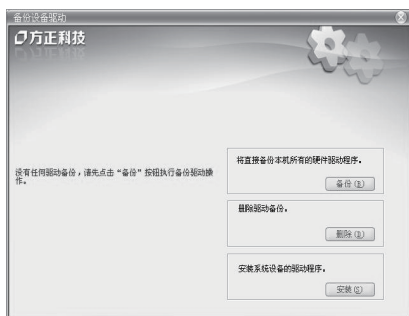 备份设备驱动
方正科技
没有任何驱动备份，请先点击“备份”按钮执行备份驱动操
作。
将直接备份本机所有的硬件驱动程序。
备份(B)
删除驱动备份。
删除(D)
安装系统设备的驱动程序。
安装(S)